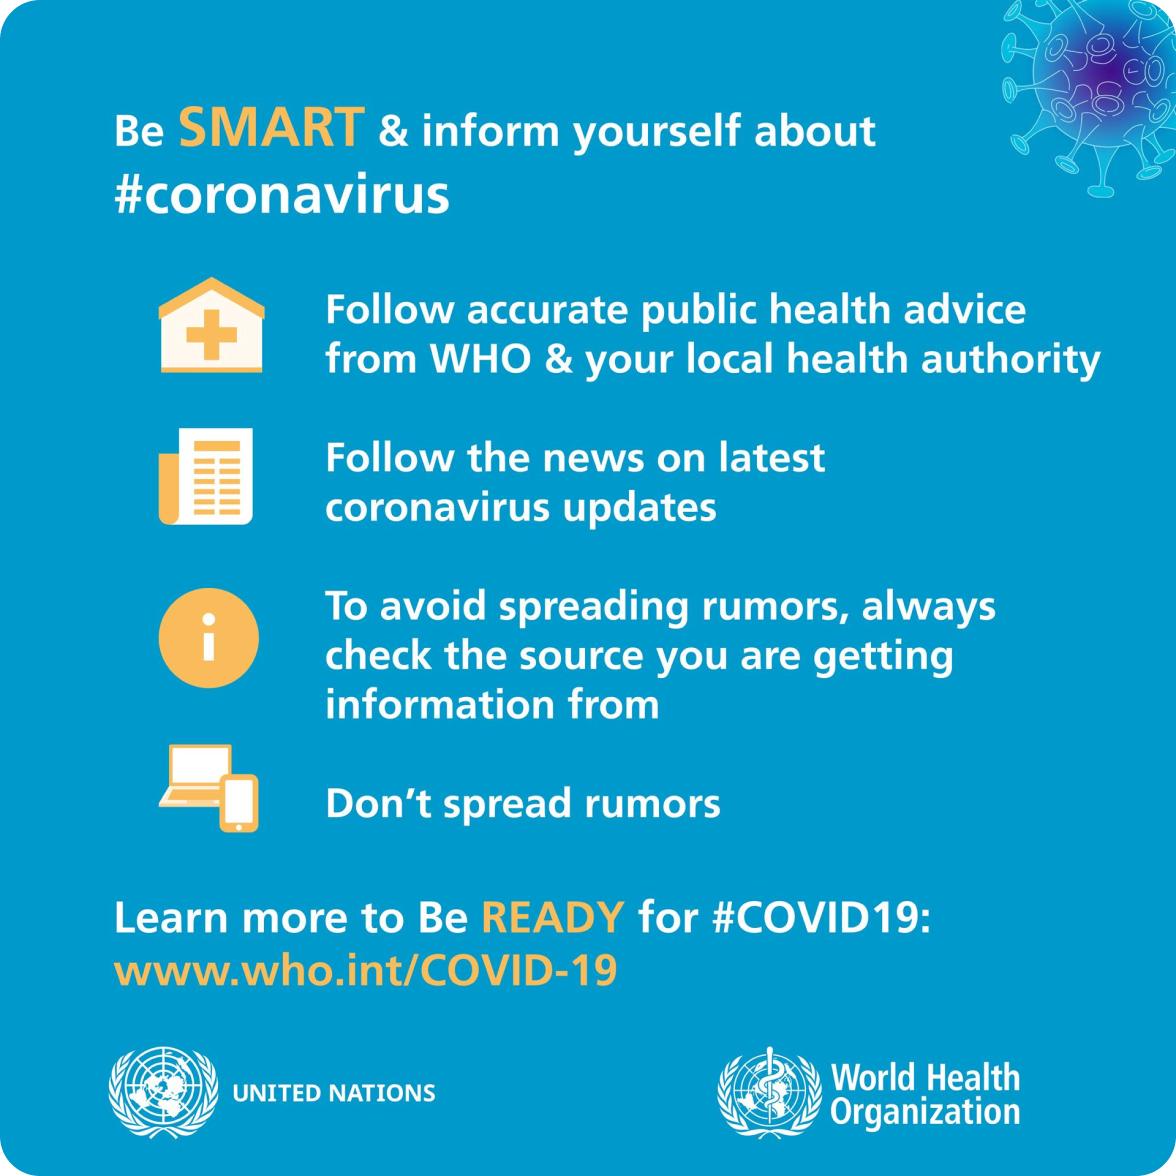 Be SMART & inform yourself about
#coronavirus
Follow accurate public health advice
from WHO & your local health authority
Follow the news on latest
coronavirus updates
i
To avoid spreading rumors, always
check the source you are getting
information from
Don’t spread rumors
Learn more to Be READY for #COVID19:
www.who.int/COVID-19
UNITED NATIONS
World Health
Organization